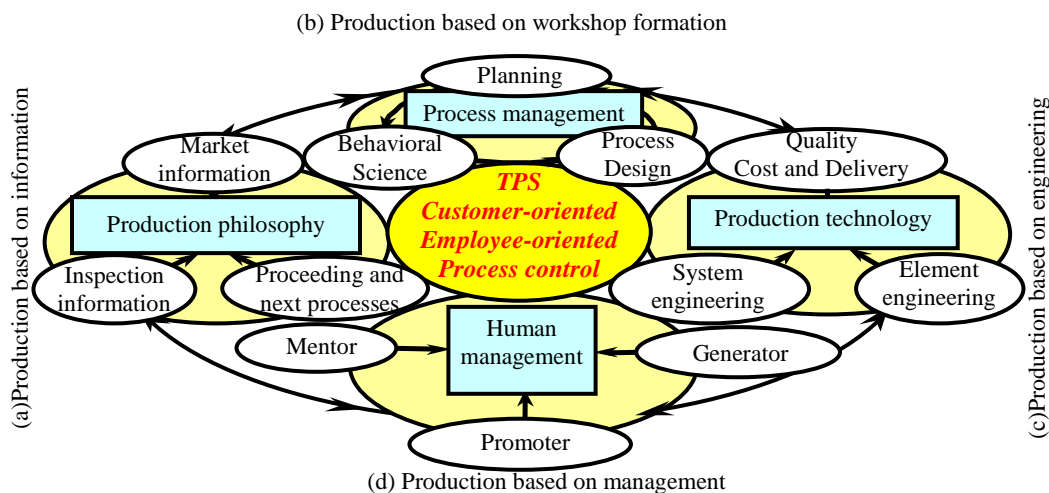 (b) Production based on workshop formation
Planning
Process management
Behavioral
Science
Process
Design
Market
information
Quality
Cost and Delivery
TPS
Customer-oriented
Employee-oriented
Process control
Production philosophy
Production technology
Inspection
information
Proceeding and
next processes
System
engineering
Element
engineering
Mentor
Human
management
Generator
Promoter
(d) Production based on management
(a)Production based on information
(c)Production based on engineering